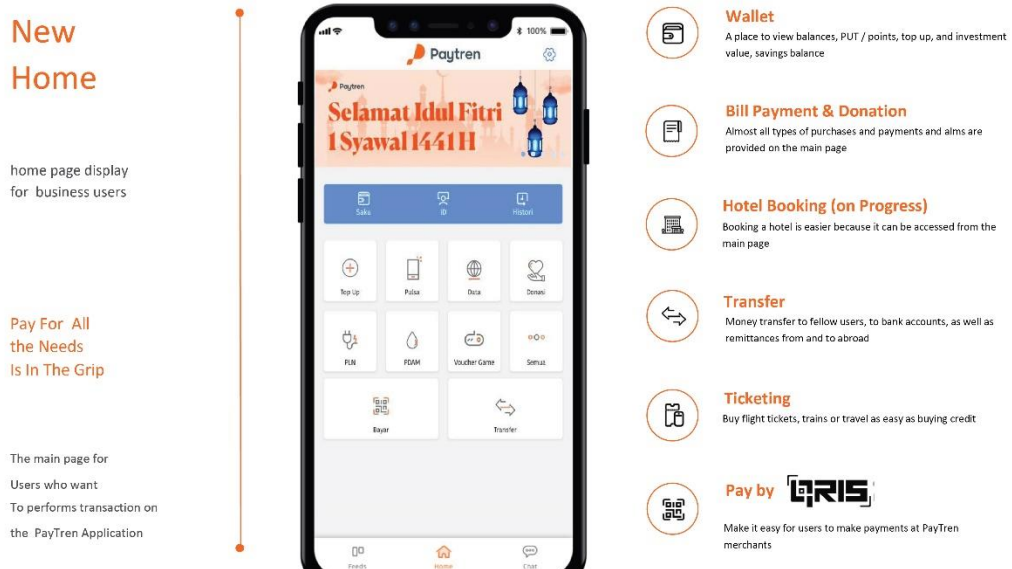 New
Home
home page display
for business users
Pay For All
the Needs
Is In The Grip
The main page for
Users who want
To performs transaction on
the PayTren Application
100%
Paytren
Paytren
Selamat Idul Fitri
1 Syawal 1441 H
Saku
ID
Histori
Top Up
Pulsa
Data
Donasi
PLN
PDAM
Voucher Game
Semua
Bayar
Transfer
Feeds
Home
Chat
Wallet
A place to view balances, PUT / points, top up, and investment
value, savings balance
Bill Payment & Donation
Almost all types of purchases and payments and alms are
provided on the main page
Hotel Booking (on Progress)
Booking a hotel is easier because it can be accessed from the
main page
Transfer
Money transfer to fellow users, to bank accounts, as well as
remittances from and to abroad
Ticketing
Buy flight tickets, trains or travel as easy as buying credit
Pay by QRIS
Make it easy for users to make payments at PayTren
merchants